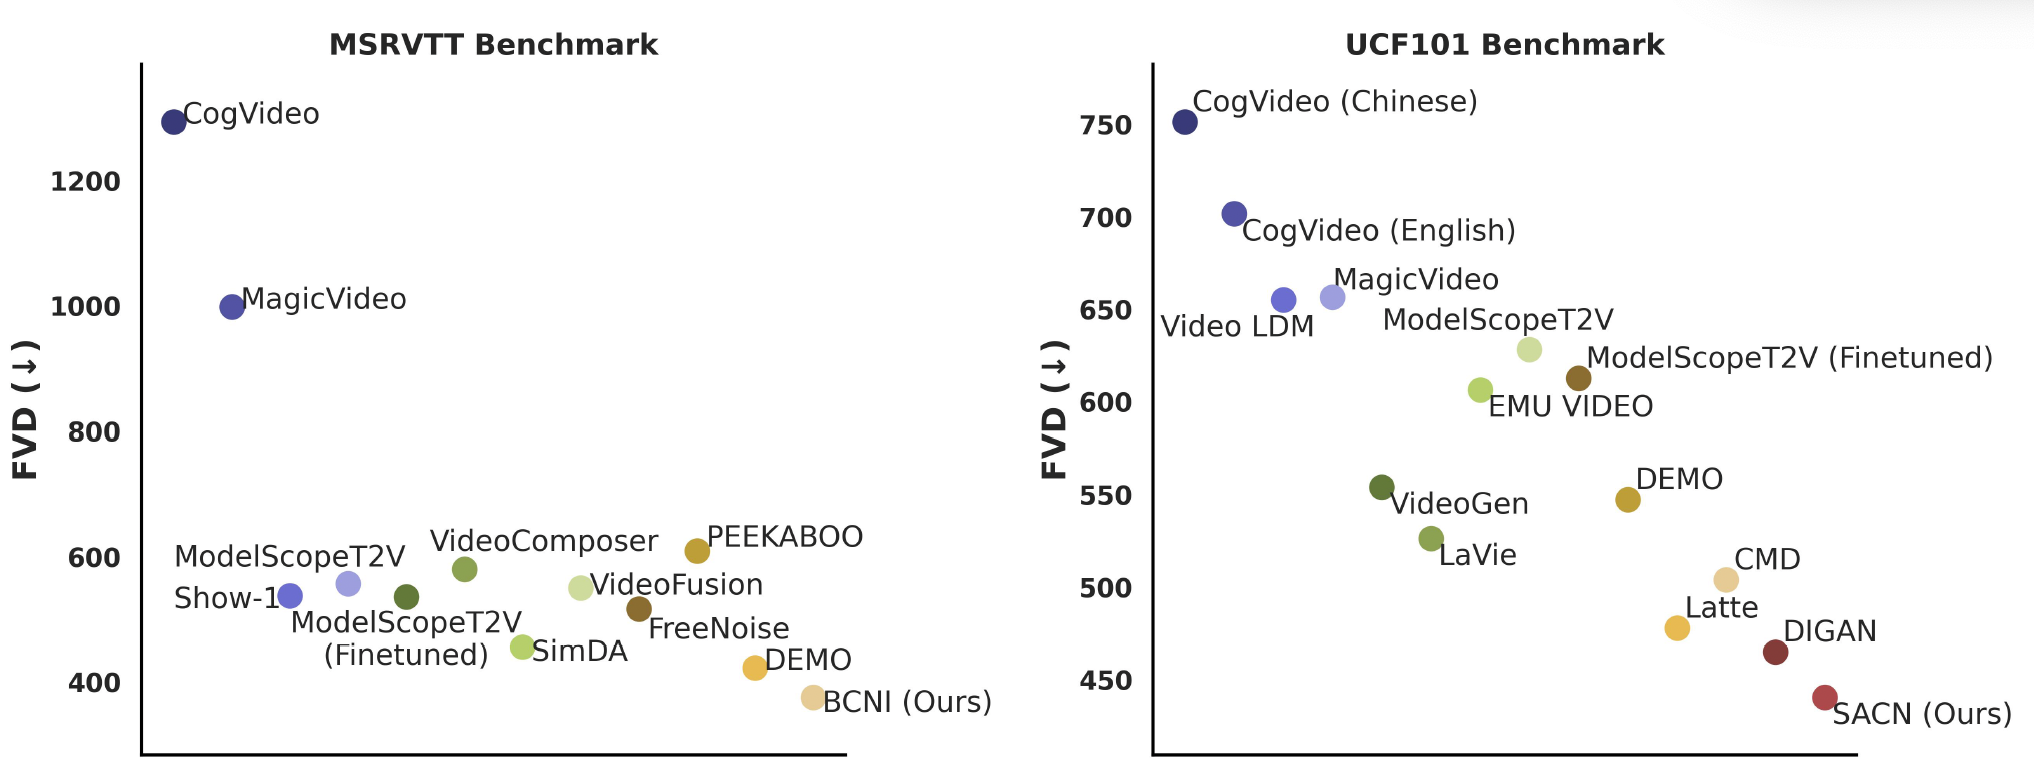 MSRVTT Benchmark
FVD (↓)
1200
1000
800
600
400
CogVideo
MagicVideo
ModelScopeT2V
Show-1
ModelScopeT2V
(Finetuned)
VideoComposer
SimDA
VideoFusion
FreeNoise
PEEKABOO
DEMO
BCNI (Ours)
UCF101 Benchmark
FVD (↓)
750
700
650
600
550
500
450
CogVideo (Chinese)
CogVideo (English)
MagicVideo
Video LDM
ModelScopeT2V
ModelScopeT2V (Finetuned)
EMU VIDEO
VideoGen
LaVie
DEMO
CMD
Latte
DIGAN
SACN (Ours)